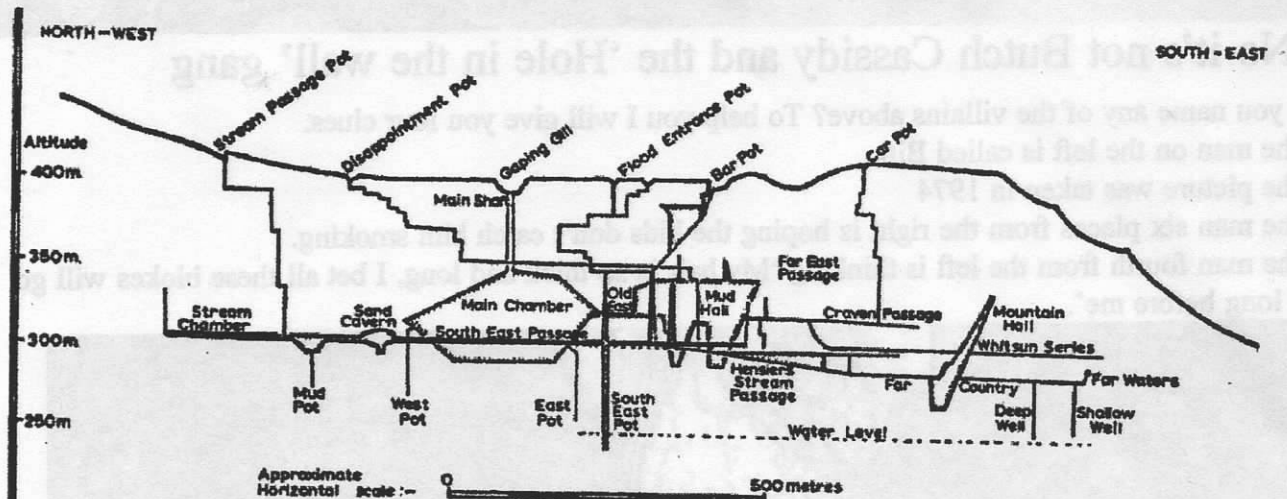 No it's not Butch Cassidy and the 'Hole in the wall' gang
you name any of the villains above? To help you I will give you clues.
the man on the left is called
the picture was taken in 1974
the man six places from the right is hoping the kids don't catch him smoking.
the man fourth from the left is long, I bet all these blokes will go
long before me'.
NORTH-WEST
SOUTH-EAST
Stream Passage Pot
Disappointment Pot
Gaping Gill
Flood Entrance Pot
Bar Pot
Car Pot
Altitude
400m.
Main Shaft
350m.
Far East
Passage
Stream
Chamber
Sand
Cavern
Main Chamber
Old
East
Mud
Hall
Craven Passage
Mountain
Hall
300m
South East Passage
Whitsun Series
Hensler's
Stream
Passage
Far
Country
Far Waters
Mud
Pot
West
Pot
East
Pot
South
East
Pot
Deep
Well
Shallow
Well
250m
Water Level
Approximate
Horizontal scale :-
0
500 metres